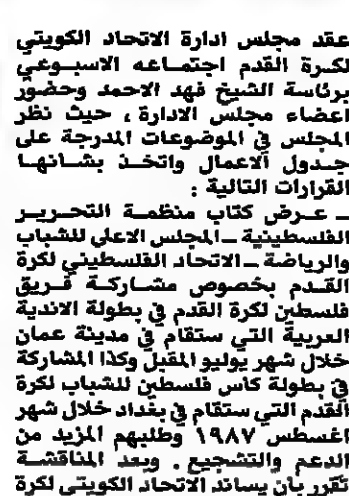 عقد مجلس ادارة الاتحاد الكويتي
لكرة القدم اجتماعه الاسبوعي
برئاسة الشيخ فهد الاحمد وحضور
اعضاء مجلس الادارة ، حيث نظر
المجلس في الموضوعات المدرجة على
جدول الاعمال واتخذ بشانها
القرارات التالية :
ـ عرض كتاب منظمة التحرير
الفلسطينية ـ المجلس الاعلى للشباب
والرياضة ـ الاتحاد الفلسطيني لكرة
القدم بخصوص مشاركة فريق
فلسطين لكرة القدم في بطولة الاندية
العربية التي ستقام في مدينة عمان
خلال شهر يوليو المقبل وكذا المشاركة
في بطولة كاس فلسطين للشباب لكرة
القدم التي ستقام في بغداد خلال شهر
اغسطس ١٩٨٧ وطلبهم المزيد من
الدعم والتشجيع . وبعد المناقشة
تقرر بأن يساند الاتحاد الكويتي لكرة